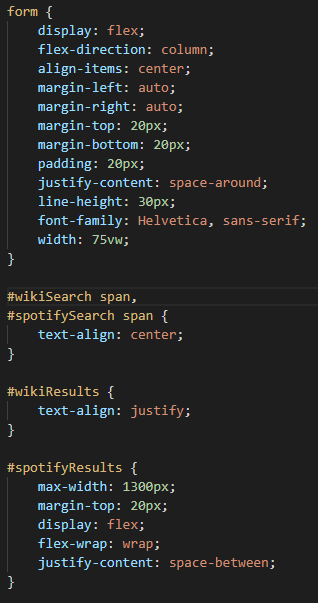 form {
    display: flex;
    flex-direction: column;
    align-items: center;
    margin-left: auto;
    margin-right: auto;
    margin-top: 20px;
    margin-bottom: 20px;
    padding: 20px;
    justify-content: space-around;
    line-height: 30px;
    font-family: Helvetica, sans-serif;
    width: 75vw;
}

#wikiSearch span,
#spotifySearch span {
    text-align: center;
}

#wikiResults {
    text-align: justify;
}

#spotifyResults {
    max-width: 1300px;
    margin-top: 20px;
    display: flex;
    flex-wrap: wrap;
    justify-content: space-between;
}